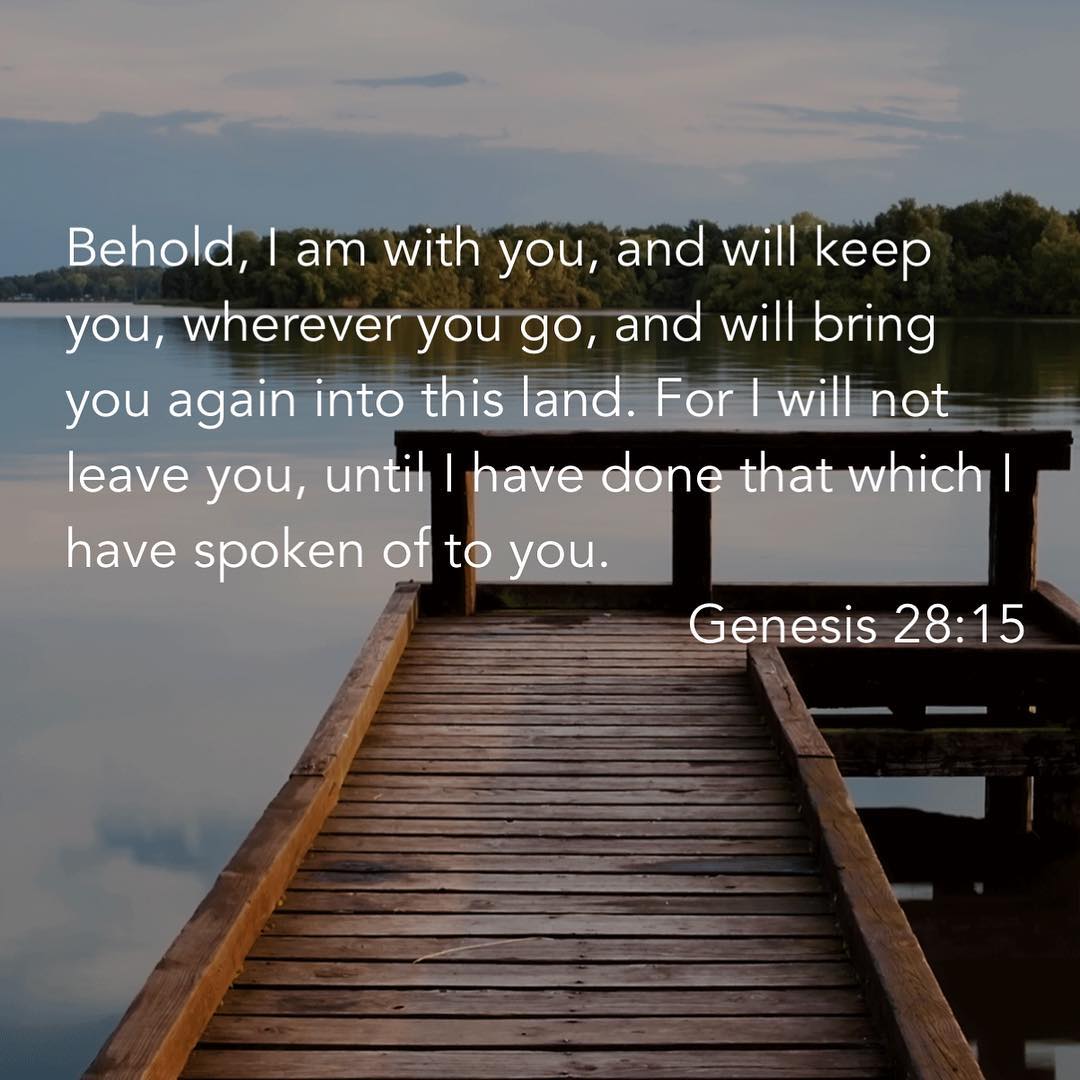 Behold, I am with you, and will keep
you, wherever you go, and will bring
you again into this land. For I will not
leave you, until I have done that which I
have spoken of to you.
Genesis 28:15